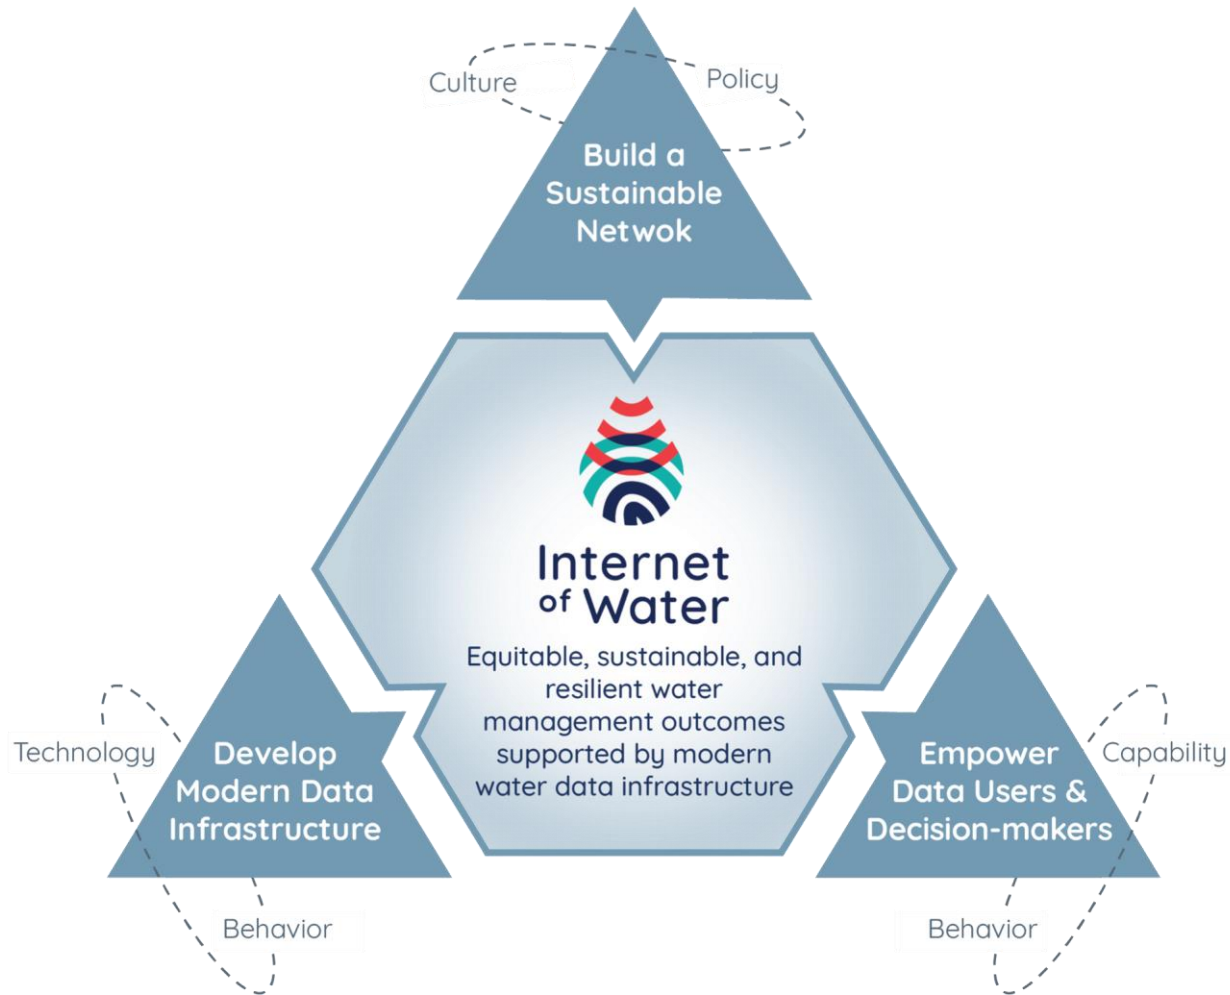 Culture
Policy
Build a
Sustainable
Netwok
Internet
of Water
Equitable, sustainable, and
resilient water
management outcomes
supported by modern
water data infrastructure
Technology
Develop
Modern Data
Infrastructure
Behavior
Empower
Data Users &
Decision-makers
Capability
Behavior